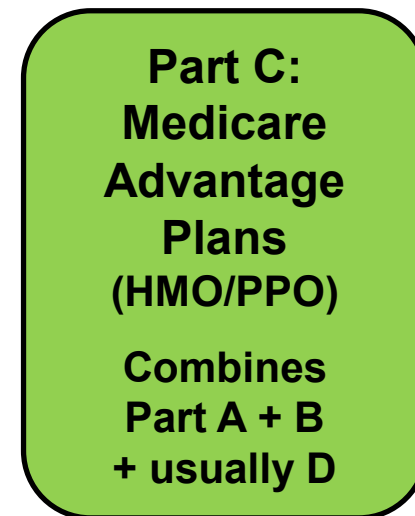 Part C:
Medicare
Advantage
Plans
(HMO/PPO)
Combines
Part A + B
+ usually D